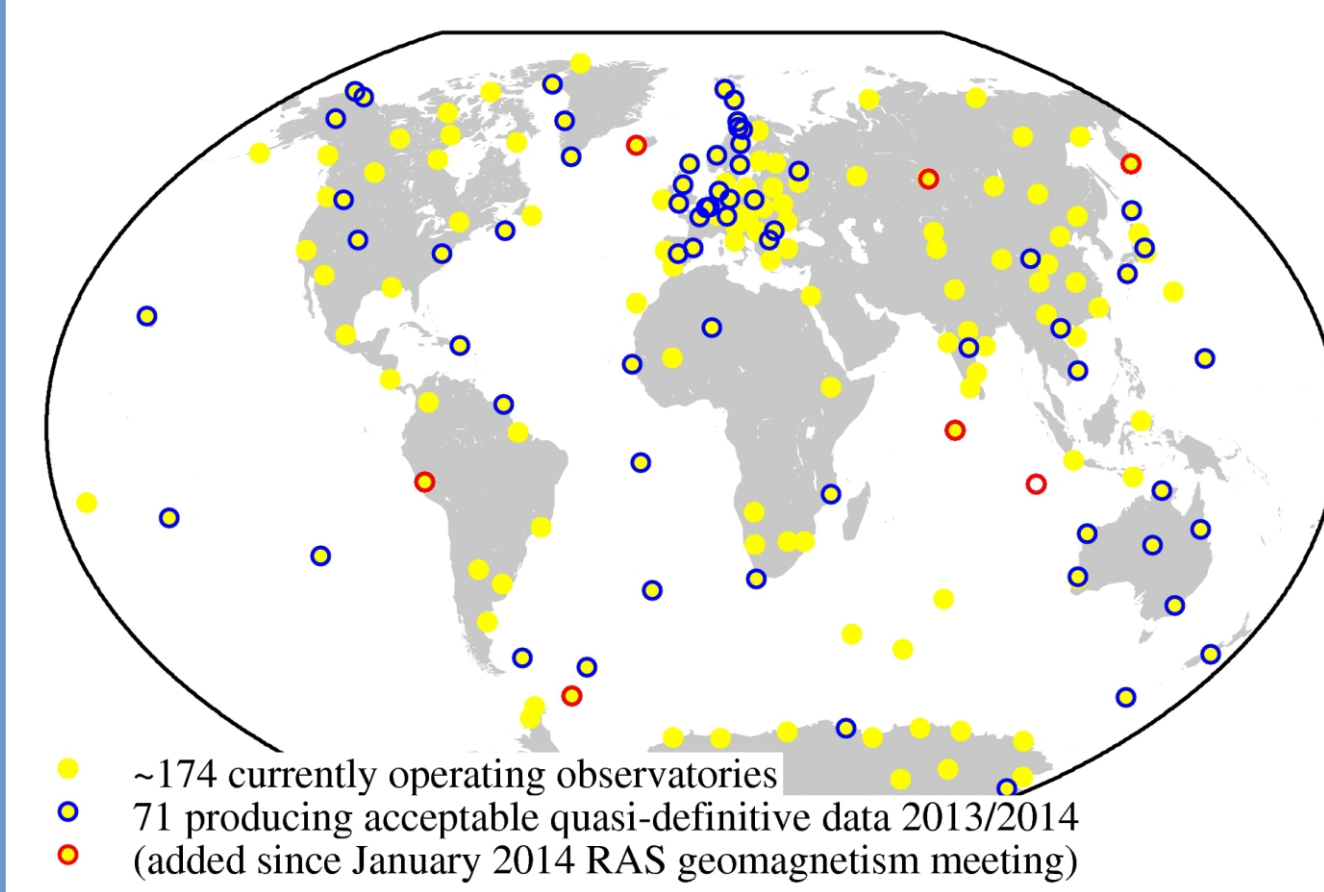 ~174 currently operating observatories
71 producing acceptable quasi-definitive data 2013/2014
(added since January 2014 RAS geomagnetism meeting)